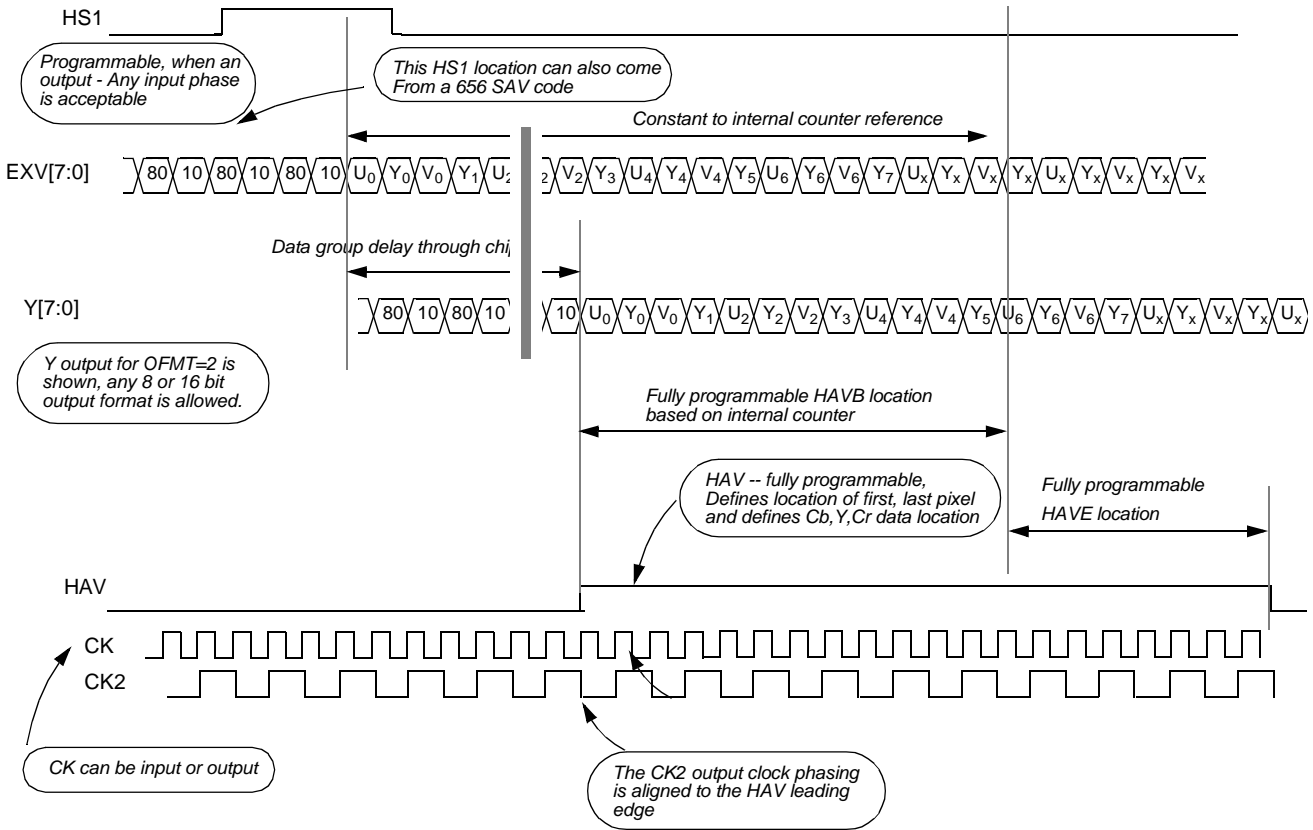 HS1
Programmable, when an
output - Any input phase
is acceptable
This HS1 location can also come
From a 656 SAV code
Constant to internal counter reference
EXV[7:0]
80 10 80 10 80 10 U0 Y0 V0 Y1 U2 2 V2 Y3 U4 Y4 V4 Y5 U6 Y6 V6 Y7 Ux Yx Vx Yx Ux Yx Vx Yx Vx
Data group delay through chi
Y[7:0]
80 10 80 10 10 U0 Y0 V0 Y1 U2 Y2 V2 Y3 U4 Y4 V4 Y5 U6 Y6 V6 Y7 Ux Yx Vx Yx Ux
Y output for OFMT=2 is
shown, any 8 or 16 bit
output format is allowed.
Fully programmable HAVB location
based on internal counter
HAV -- fully programmable,
Defines location of first, last pixel
and defines Cb,Y,Cr data location
Fully programmable
HAVE location
HAV
CK
CK2
CK can be input or output
The CK2 output clock phasing
is aligned to the HAV leading
edge